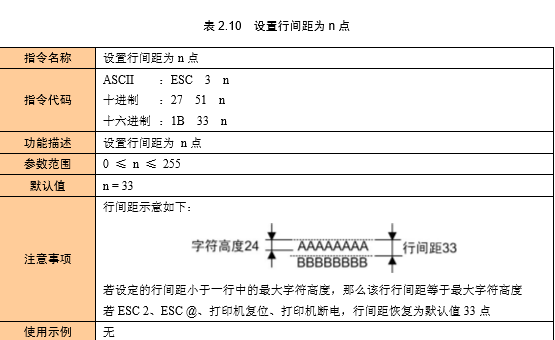 表 2.10 设置行间距为 n 点
指令名称 设置行间距为 n 点
指令代码
ASCII ：ESC 3 n
十进制 ：27 51 n
十六进制 ：1B 33 n
功能描述 设置行间距为 n 点
参数范围 0 ≤ n ≤ 255
默认值 n = 33
注意事项
行间距示意如下：
字符高度24 AAAAAAAA 行间距33
BBBBBBBB
若设定的行间距小于一行中的最大字符高度，那么该行行间距等于最大字符高度
若 ESC 2、ESC @、打印机复位、打印机断电，行间距恢复为默认值 33 点
使用示例 无